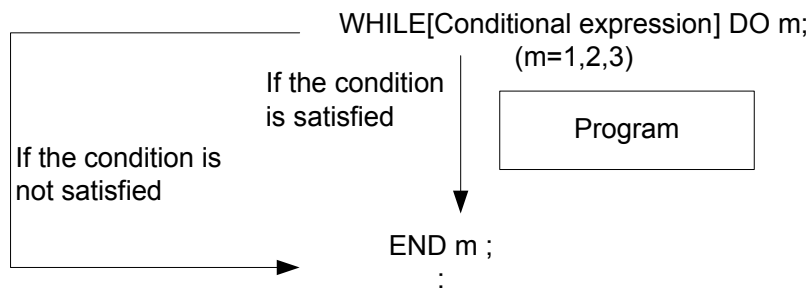 WHILE[Conditional expression] DO m;
(m=1,2,3)
If the condition
is satisfied
Program
If the condition is
not satisfied
END m ;
: